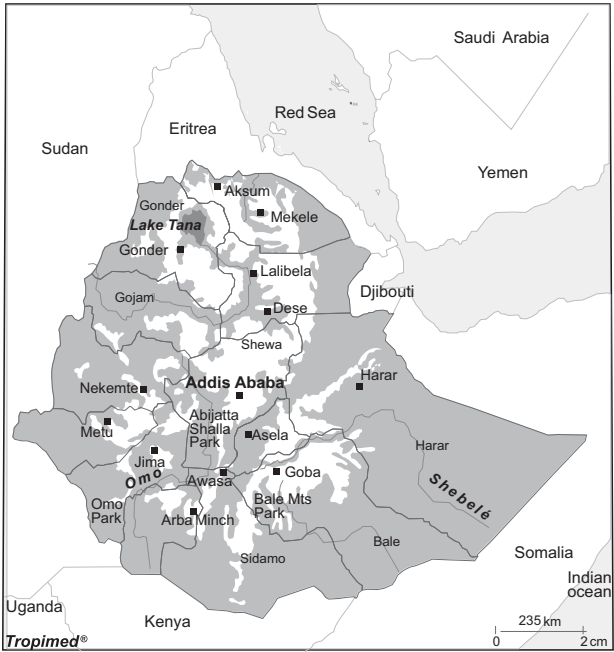 Saudi Arabia
Red Sea
Eritrea
Sudan
Yemen
Aksum
Gonder
Mekele
Lake Tana
Gonder
Lalibela
Djibouti
Gojam
Dese
Shewa
Harar
Addis Ababa
Nekemte
Abijatta
Shalla
Park
Metu
Asela
Harar
Jima
Goba
Omo
Awasa
Shebelé
Omo
Park
Bale Mts
Park
Arba Minch
Bale
Sidamo
Somalia
Indian
ocean
Uganda
Kenya
235 km
Tropimed®
0 2 cm